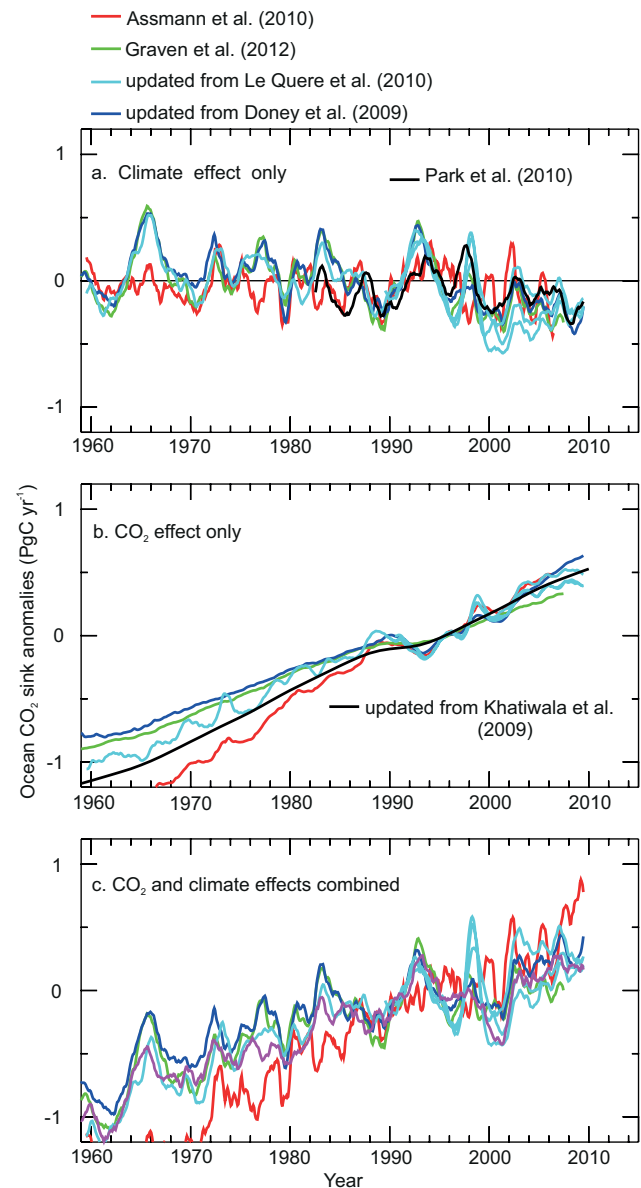 Assmann et al. (2010)
Graven et al. (2012)
updated from Le Quere et al. (2010)
updated from Doney et al. (2009)
1
a. Climate effect only
Park et al. (2010)
0
-1
1960 1970 1980 1990 2000 2010
Ocean CO₂ sink anomalies (PgC yr⁻¹)
1
b. CO₂ effect only
0
updated from Khatiwala et al.
(2009)
-1
1960 1970 1980 1990 2000 2010
1
c. CO₂ and climate effects combined
0
-1
1960 1970 1980 1990 2000 2010
Year